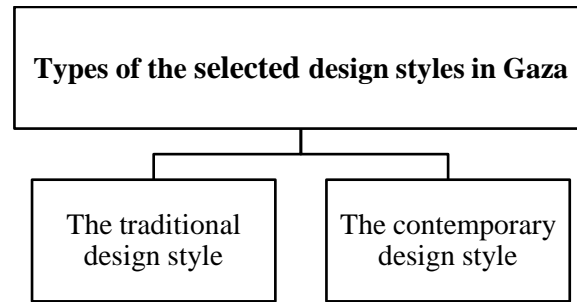 Types of the selected design styles in Gaza
The traditional
design style
The contemporary
design style